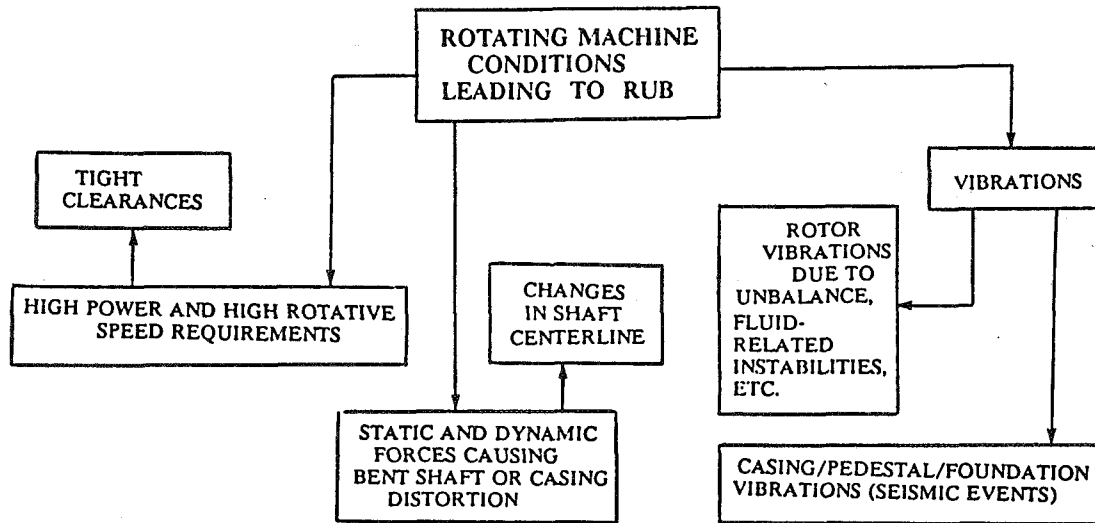 ROTATING MACHINE
CONDITIONS
LEADING TO RUB
TIGHT
CLEARANCES
HIGH POWER AND HIGH ROTATIVE
SPEED REQUIREMENTS
CHANGES
IN SHAFT
CENTERLINE
STATIC AND DYNAMIC
FORCES CAUSING
BENT SHAFT OR CASING
DISTORTION
VIBRATIONS
ROTOR
VIBRATIONS
DUE TO
UNBALANCE,
FLUID-
RELATED
INSTABILITIES,
ETC.
CASING/PEDESTAL/FOUNDATION
VIBRATIONS (SEISMIC EVENTS)